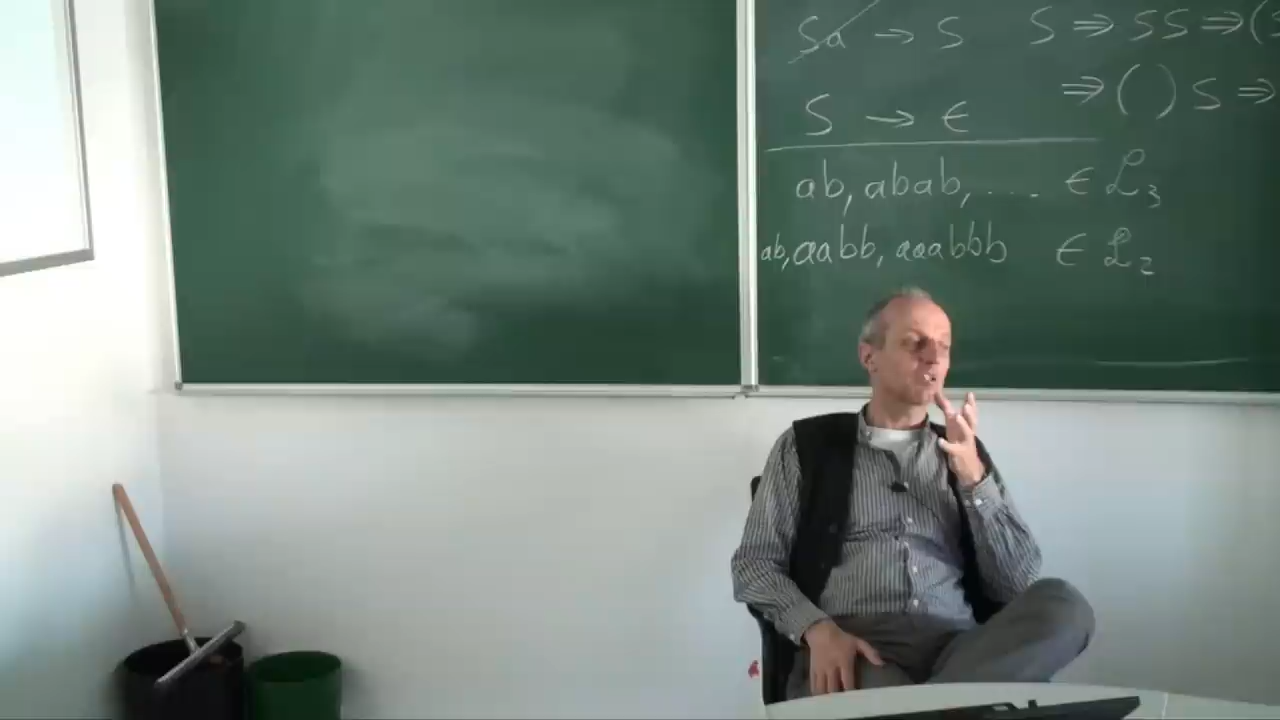 Sa → S S ⇒ SS ⇒ (S
⇒ ( ) S ⇒
S → ϵ
ab, abab, .... ∈ ℒ₃
ab, aabb, aaabbb ∈ ℒ₂